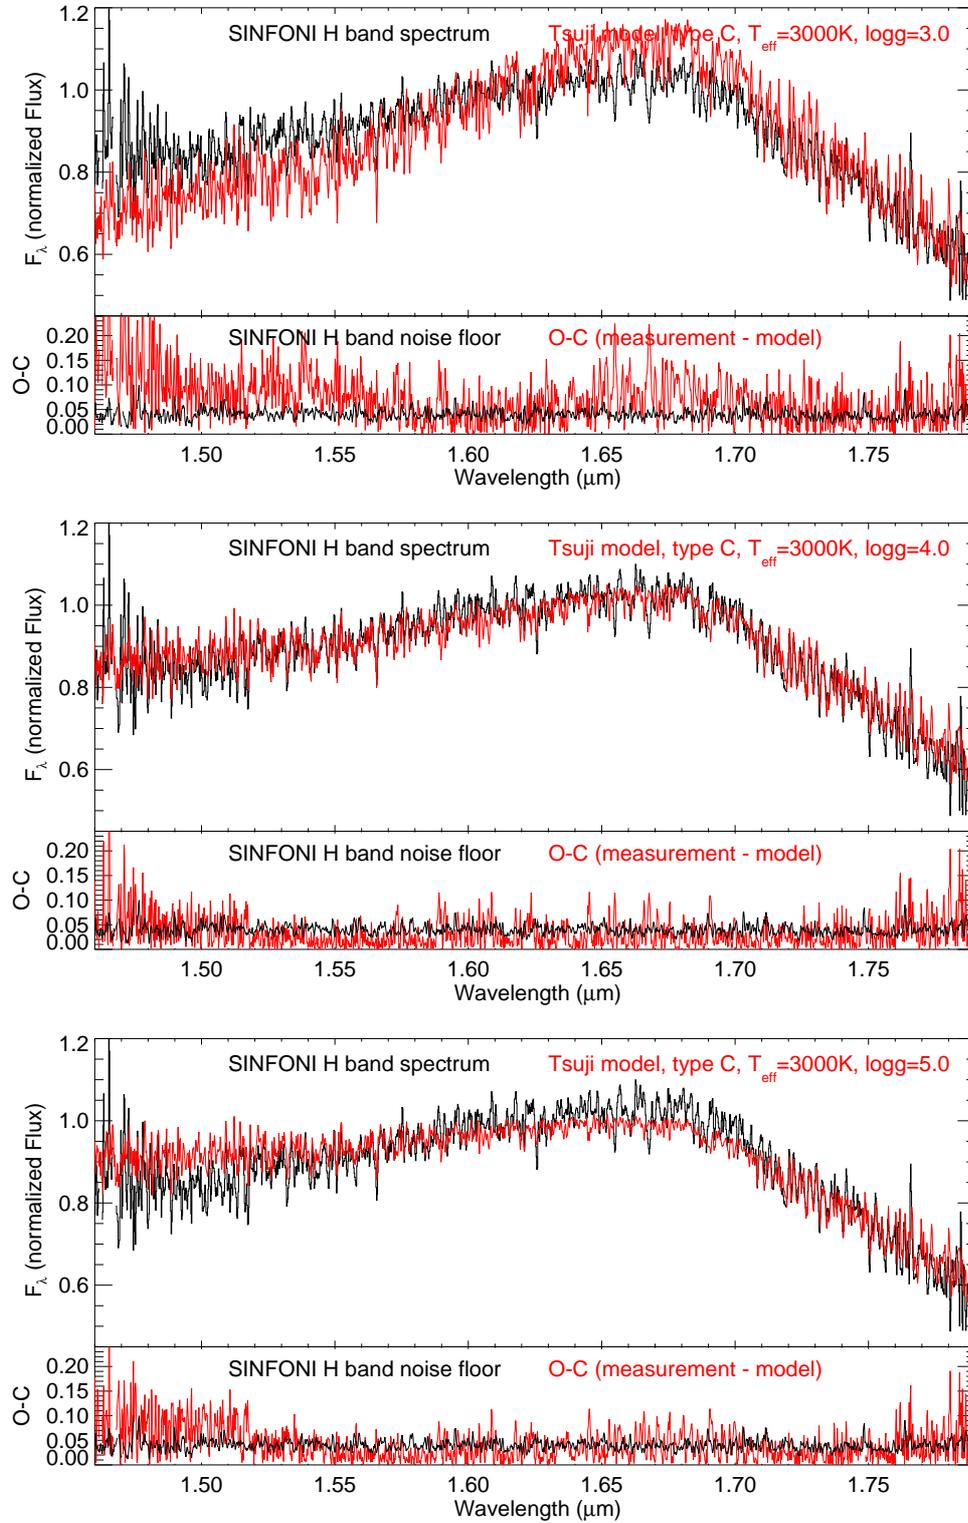 SINFONI H band spectrum
Tsuji model, type C, Teff=3000K, logg=3.0
1.2
1.0
0.8
0.6
Fλ (normalized Flux)
SINFONI H band noise floor
O-C (measurement - model)
0.20
0.15
0.10
0.05
0.00
O-C
1.50 1.55 1.60 1.65 1.70 1.75
Wavelength (μm)
SINFONI H band spectrum
Tsuji model, type C, Teff=3000K, logg=4.0
1.2
1.0
0.8
0.6
Fλ (normalized Flux)
SINFONI H band noise floor
O-C (measurement - model)
0.20
0.15
0.10
0.05
0.00
O-C
1.50 1.55 1.60 1.65 1.70 1.75
Wavelength (μm)
SINFONI H band spectrum
Tsuji model, type C, Teff=3000K, logg=5.0
1.2
1.0
0.8
0.6
Fλ (normalized Flux)
SINFONI H band noise floor
O-C (measurement - model)
0.20
0.15
0.10
0.05
0.00
O-C
1.50 1.55 1.60 1.65 1.70 1.75
Wavelength (μm)